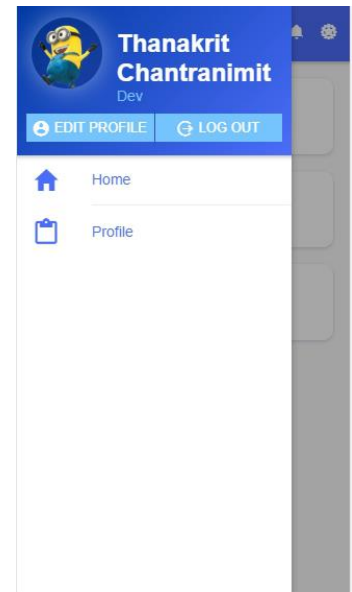 Thanakrit
Chantranimit
Dev
EDIT PROFILE LOG OUT
Home
Profile